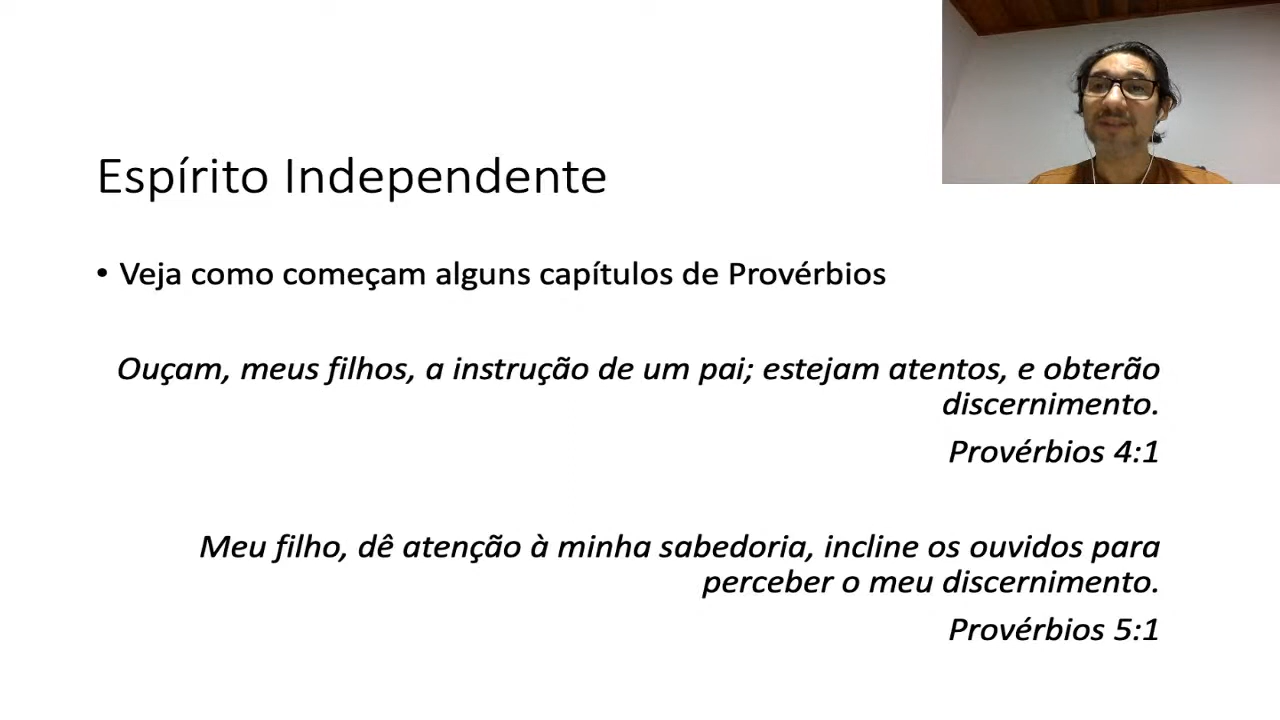 Espírito Independente
• Veja como começam alguns capítulos de Provérbios
Ouçam, meus filhos, a instrução de um pai; estejam atentos, e obterão
discernimento.
Provérbios 4:1
Meu filho, dê atenção à minha sabedoria, incline os ouvidos para
perceber o meu discernimento.
Provérbios 5:1